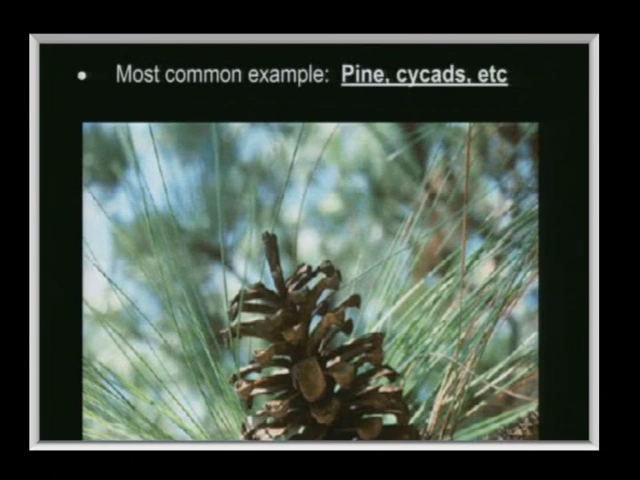 • Most common example: Pine, cycads, etc